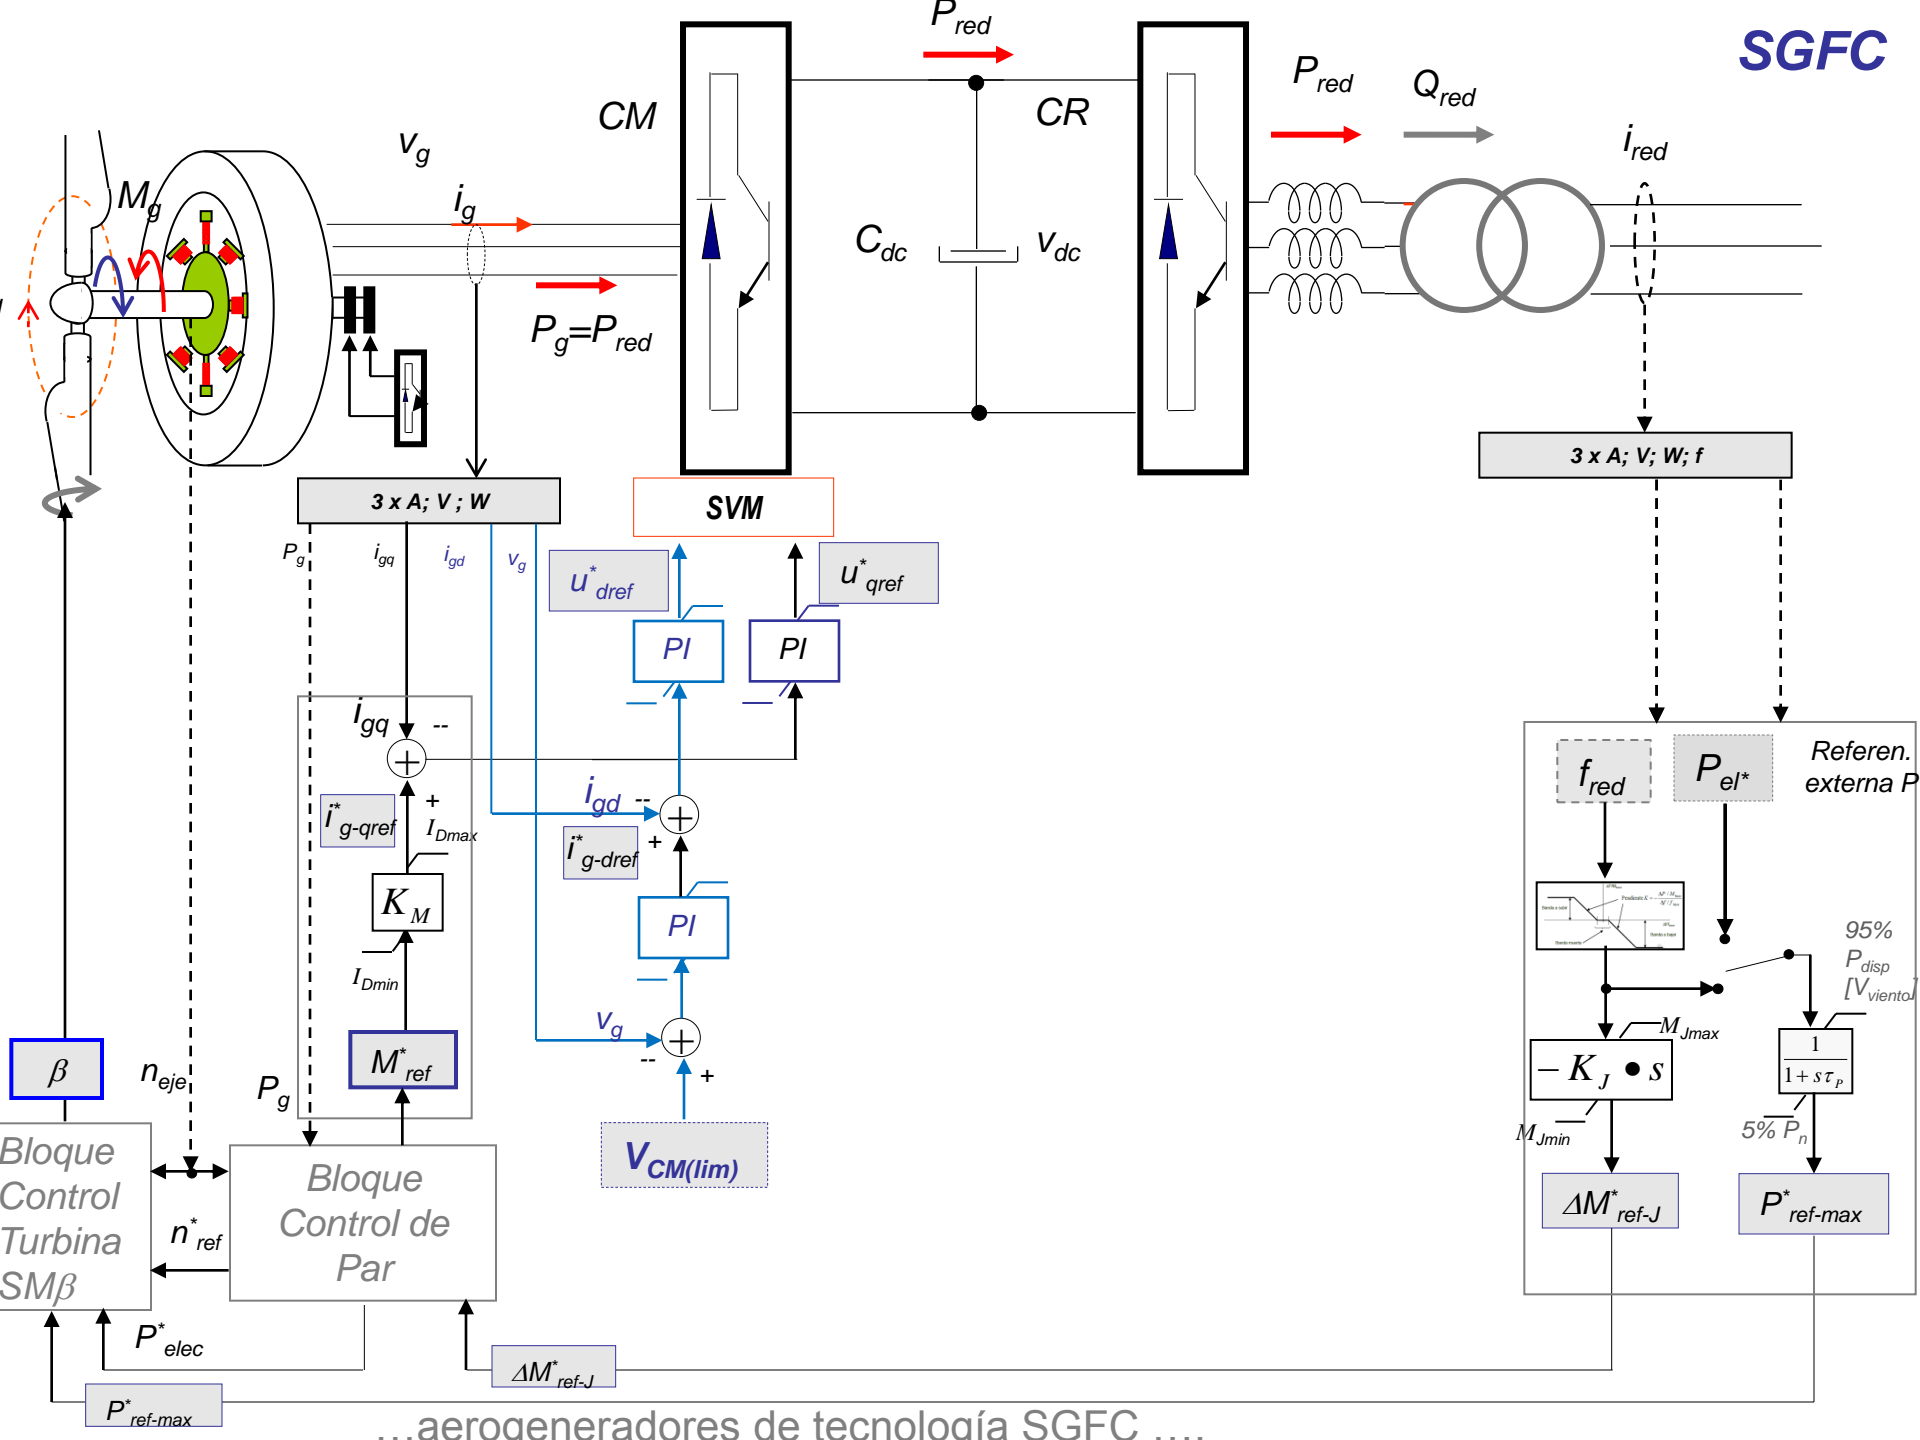 P_red
SGFC
P_red
Q_red
CM
CR
i_red
v_g
M_g
i_g
C_dc
v_dc
P_g=P_red
3 x A; V; W; f
3 x A; V ; W
SVM
P_g
i_gq
i_gd
v_g
u*_dref
u*_qref
PI
PI
i_gq
--
f_red
P_el*
Referen.
externa P
i_gd
--
+
i*_g-qref
+
I_Dmax
i*_g-dref
+
K_M
PI
95%
P_disp
[V_viento]
I_Dmin
v_g
--
+
M_Jmax
M*_ref
β
n_eje
P_g
- K_J • s
1
1 + sτ_P
M_Jmin
5% P_n
V_CM(lim)
Bloque
Control
Turbina
SMβ
Bloque
Control de
Par
n*_ref
ΔM*_ref-J
P*_ref-max
P*_elec
ΔM*_ref-J
P*_ref-max
…aerogeneradores de tecnología SGFC ….